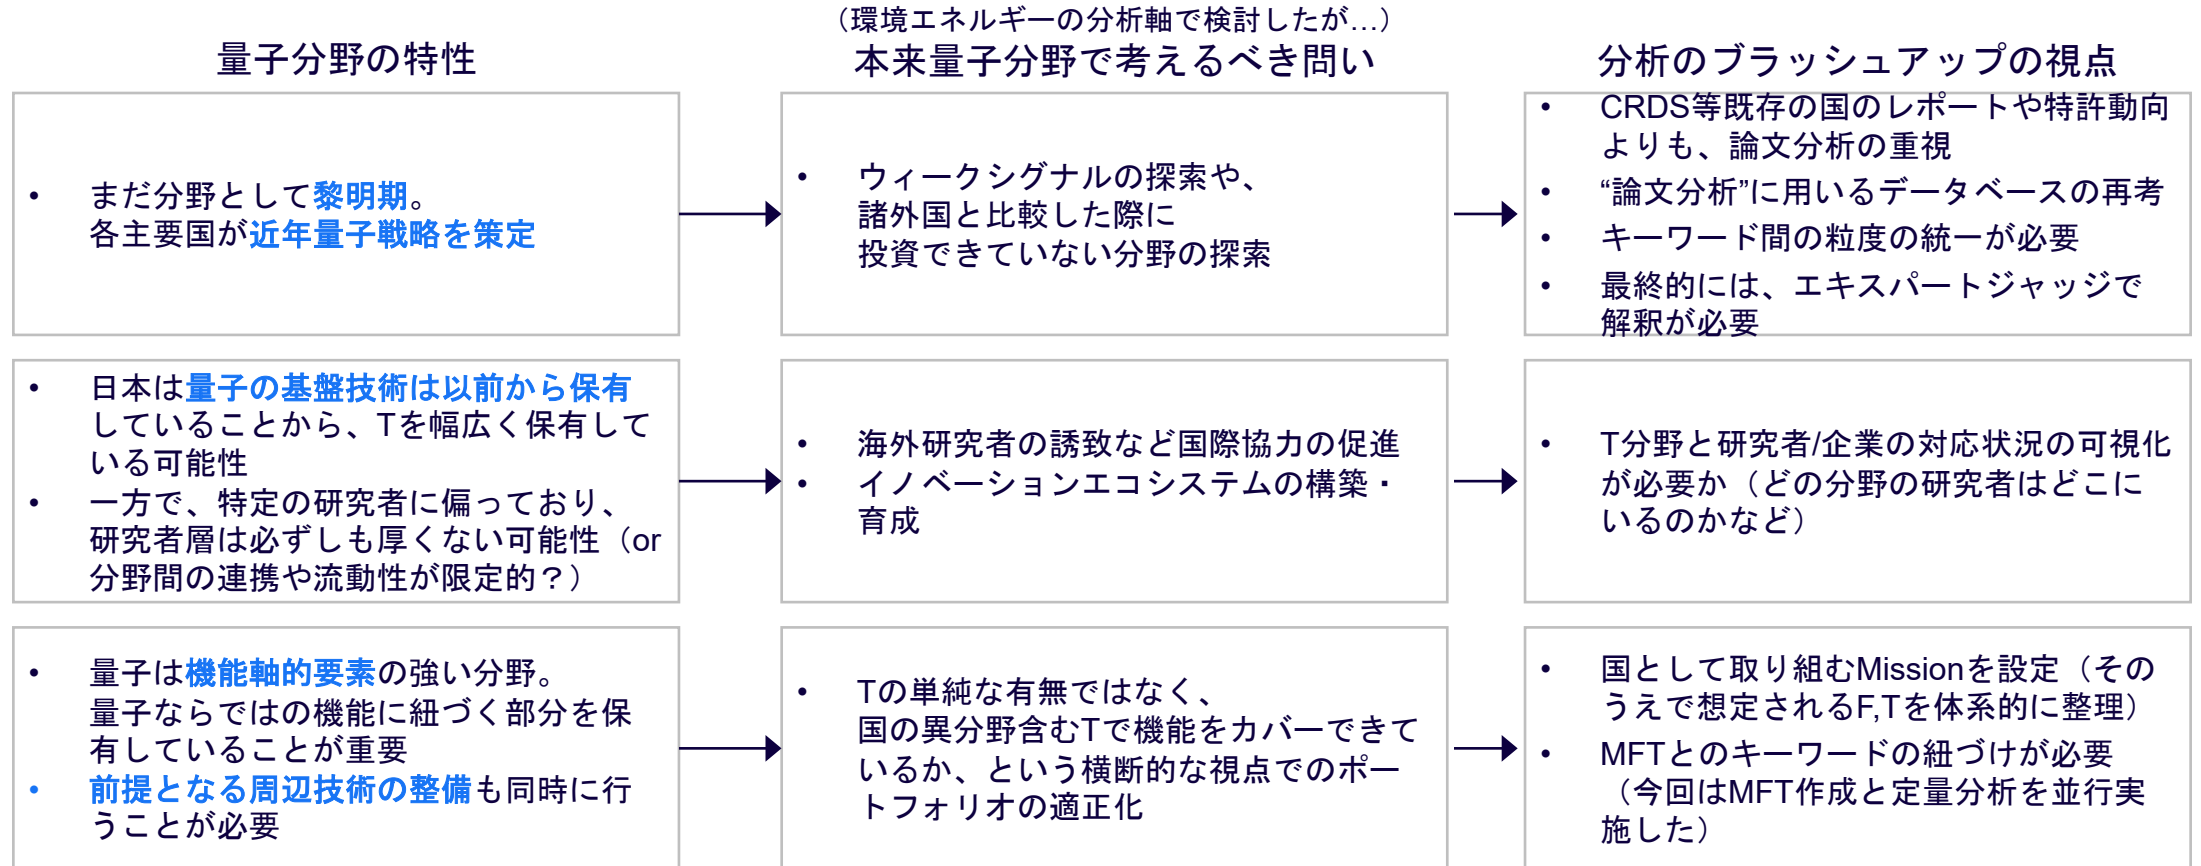 （環境エネルギーの分析軸で検討したが…）
量子分野の特性
本来量子分野で考えるべき問い
分析のブラッシュアップの視点
• まだ分野として黎明期。
各主要国が近年量子戦略を策定
• ウィークシグナルの探索や、
諸外国と比較した際に
投資できていない分野の探索
• CRDS等既存の国のレポートや特許動向
よりも、論文分析の重視
• “論文分析”に用いるデータベースの再考
• キーワード間の粒度の統一が必要
• 最終的には、エキスパートジャッジで
解釈が必要
• 日本は量子の基盤技術は以前から保有
していることから、Tを幅広く保有して
いる可能性
• 一方で、特定の研究者に偏っており、
研究者層は必ずしも厚くない可能性（or
分野間の連携や流動性が限定的？）
• 海外研究者の誘致など国際協力の促進
• イノベーションエコシステムの構築・
育成
• T分野と研究者/企業の対応状況の可視化
が必要か（どの分野の研究者はどこに
いるのかなど）
• 量子は機能軸的要素の強い分野。
量子ならではの機能に紐づく部分を保
有していることが重要
• 前提となる周辺技術の整備も同時に行
うことが必要
• Tの単純な有無ではなく、
国の異分野含むTで機能をカバーできて
いるか、という横断的な視点でのポー
トフォリオの適正化
• 国として取り組むMissionを設定（その
うえで想定されるF,Tを体系的に整理）
• MFTとのキーワードの紐づけが必要
（今回はMFT作成と定量分析を並行実
施した）